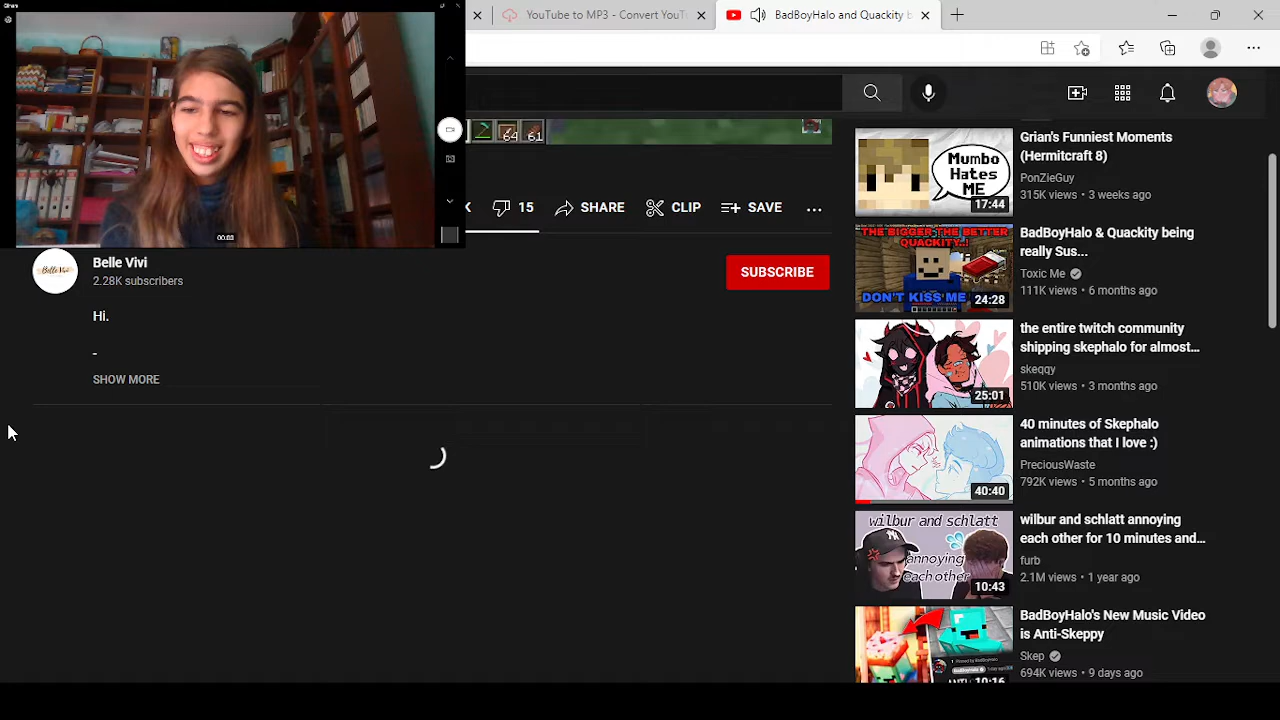 YouTube to MP3 - Convert YouT
BadBoyHalo and Quackity b
00:03
64
61
15
SHARE
CLIP
SAVE
Belle Vivi
Belle Vivi
2.28K subscribers
SUBSCRIBE
Hi.
-
SHOW MORE
Mumbo
Hates
ME
17:44
Grian's Funniest Moments
(Hermitcraft 8)
PonZieGuy
315K views • 3 weeks ago
THE BIGGER THE BETTER
QUACKITY..!
DON'T KISS ME
24:28
BadBoyHalo & Quackity being
really Sus...
Toxic Me
111K views • 6 months ago
25:01
the entire twitch community
shipping skephalo for almost...
skeqqy
510K views • 3 months ago
40:40
40 minutes of Skephalo
animations that I love :)
PreciousWaste
792K views • 5 months ago
wilbur and schlatt
annoying
each other
10:43
wilbur and schlatt annoying
each other for 10 minutes and...
furb
2.1M views • 1 year ago
10:16
BadBoyHalo's New Music Video
is Anti-Skeppy
Skep
694K views • 9 days ago